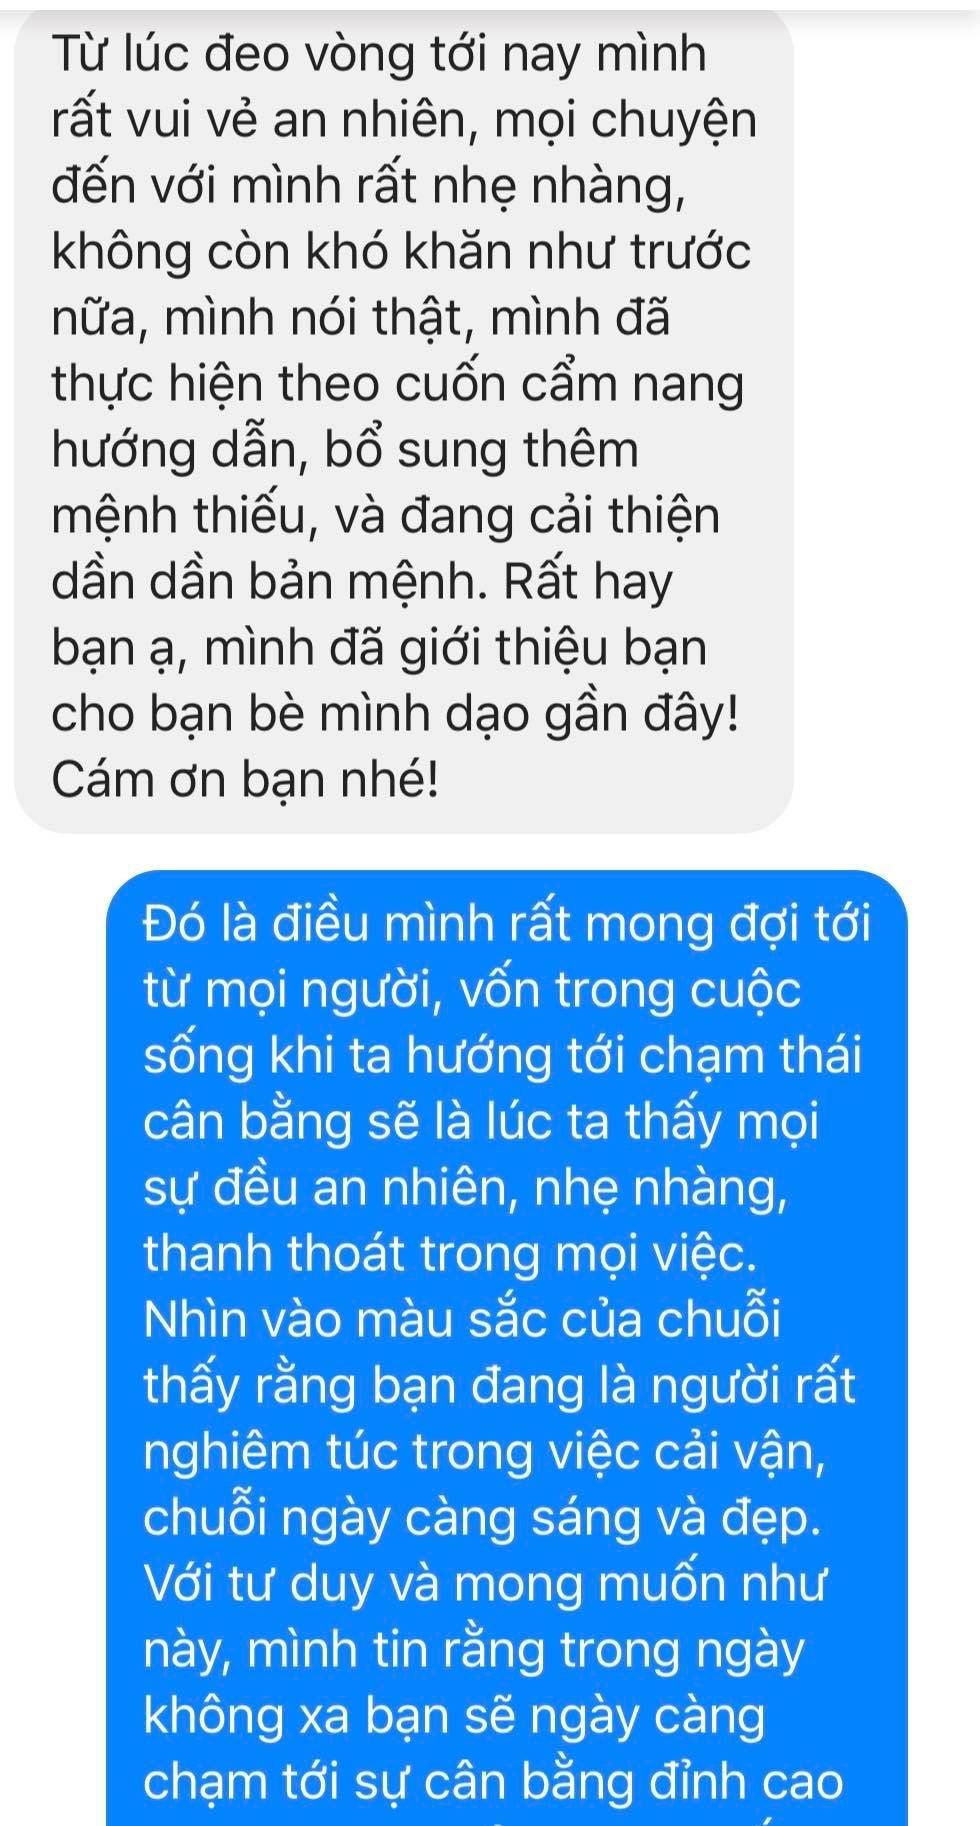 Từ lúc đeo vòng tới nay mình
rất vui vẻ an nhiên, mọi chuyện
đến với mình rất nhẹ nhàng,
không còn khó khăn như trước
nữa, mình nói thật, mình đã
thực hiện theo cuốn cẩm nang
hướng dẫn, bổ sung thêm
mệnh thiếu, và đang cải thiện
dần dần bản mệnh. Rất hay
bạn ạ, mình đã giới thiệu bạn
cho bạn bè mình dạo gần đây!
Cám ơn bạn nhé!
Đó là điều mình rất mong đợi tới
từ mọi người, vốn trong cuộc
sống khi ta hướng tới chạm thái
cân bằng sẽ là lúc ta thấy mọi
sự đều an nhiên, nhẹ nhàng,
thanh thoát trong mọi việc.
Nhìn vào màu sắc của chuỗi
thấy rằng bạn đang là người rất
nghiêm túc trong việc cải vận,
chuỗi ngày càng sáng và đẹp.
Với tư duy và mong muốn như
này, mình tin rằng trong ngày
không xa bạn sẽ ngày càng
chạm tới sự cân bằng đỉnh cao